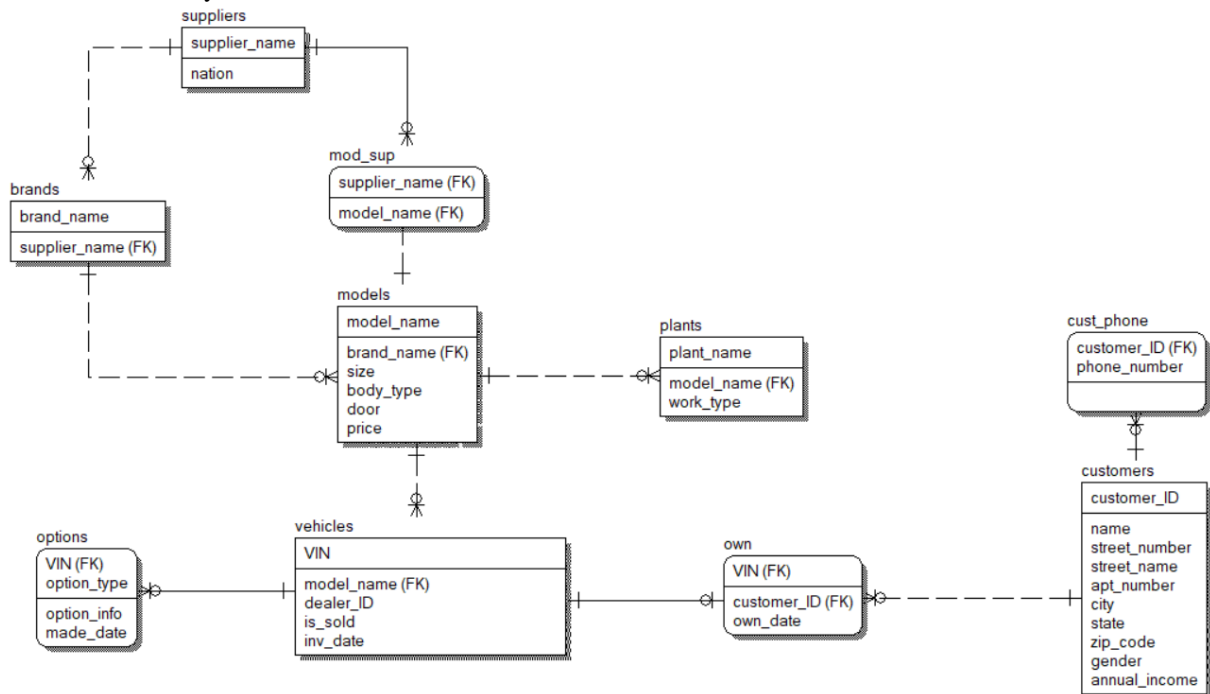 suppliers
supplier_name
nation
mod_sup
supplier_name (FK)
model_name (FK)
brands
brand_name
supplier_name (FK)
models
model_name
brand_name (FK)
size
body_type
door
price
plants
plant_name
model_name (FK)
work_type
cust_phone
customer_ID (FK)
phone_number
customers
customer_ID
name
street_number
street_name
apt_number
city
state
zip_code
gender
annual_income
options
VIN (FK)
option_type
option_info
made_date
vehicles
VIN
model_name (FK)
dealer_ID
is_sold
inv_date
own
VIN (FK)
customer_ID (FK)
own_date